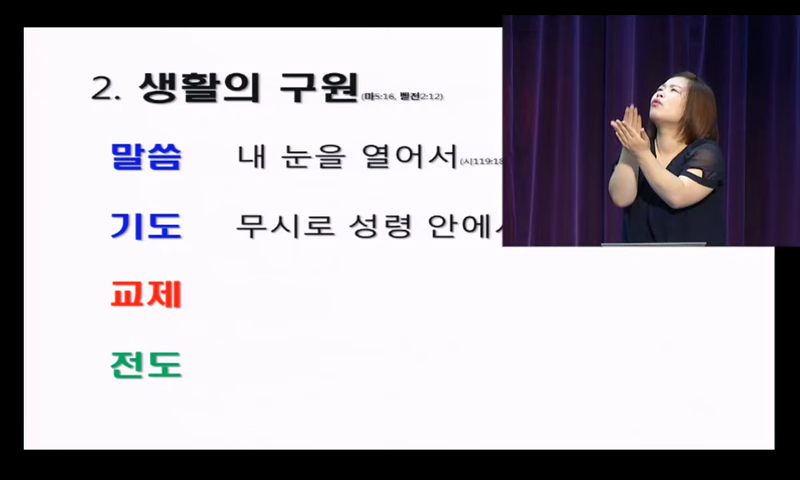 2. 생활의 구원(마5:16, 빌전2:12)
말씀 내 눈을 열어서(시119:18
기도 무시로 성령 안에서
교제
전도